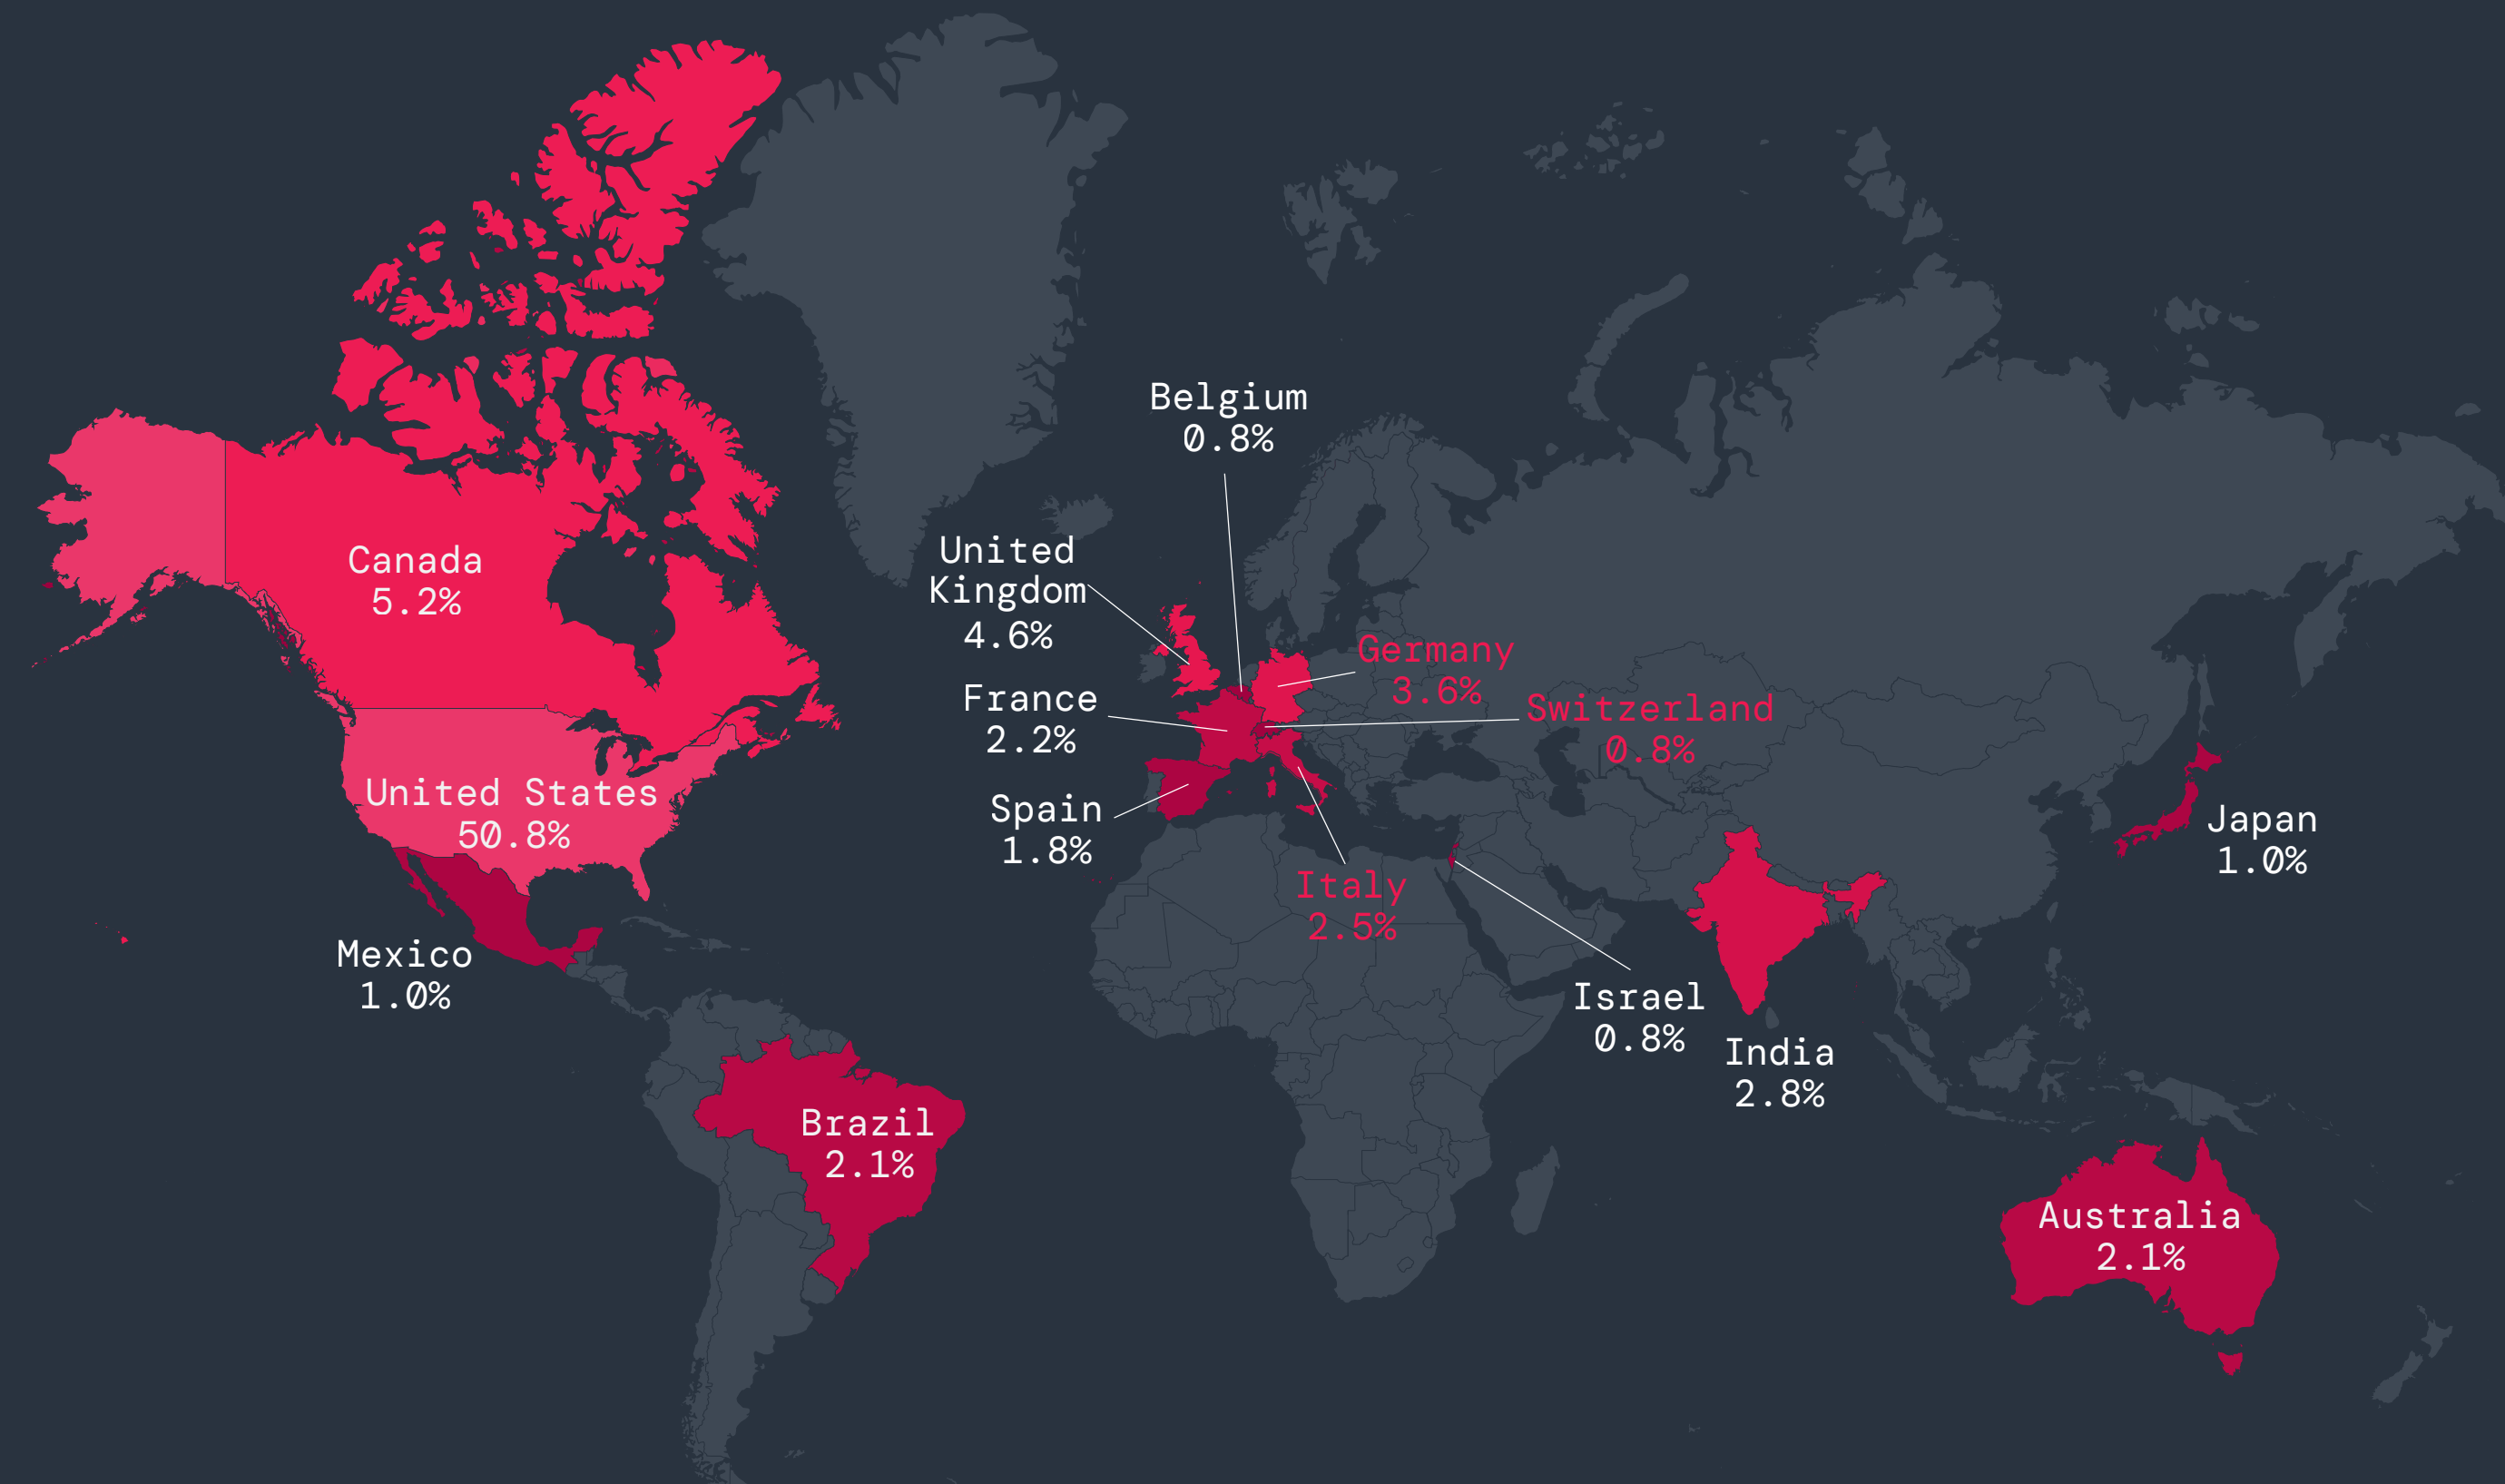 Belgium
0.8%
United
Kingdom
4.6%
Canada
5.2%
Germany
3.6%
France
2.2%
Switzerland
0.8%
United States
50.8%
Spain
1.8%
Japan
1.0%
Italy
2.5%
Mexico
1.0%
Israel
0.8%
India
2.8%
Brazil
2.1%
Australia
2.1%